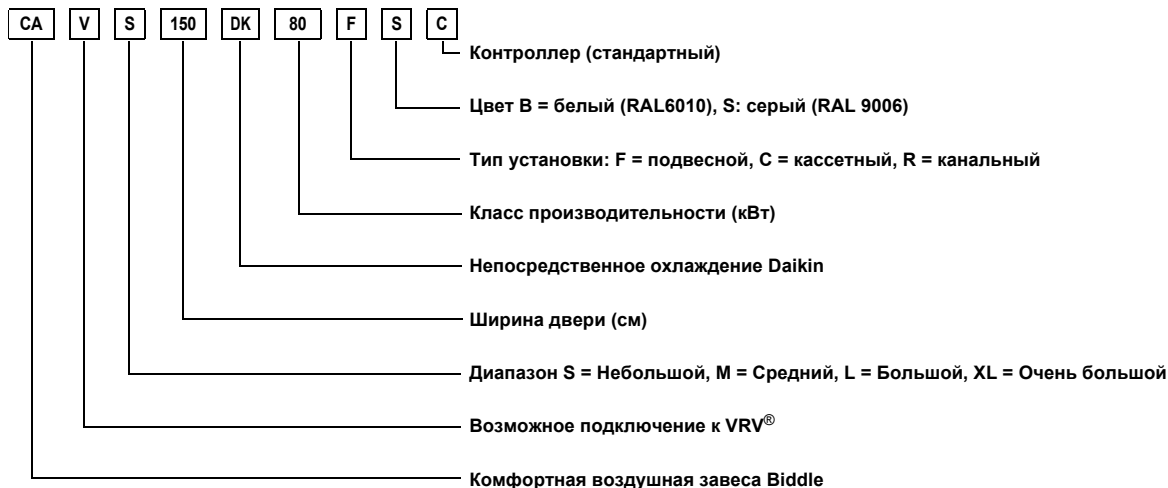 CA V S 150 DK 80 F S C
Контроллер (стандартный)
Цвет B = белый (RAL6010), S: серый (RAL 9006)
Тип установки: F = подвесной, C = кассетный, R = канальный
Класс производительности (кВт)
Непосредственное охлаждение Daikin
Ширина двери (см)
Диапазон S = Небольшой, M = Средний, L = Большой, XL = Очень большой
Возможное подключение к VRV®
Комфортная воздушная завеса Biddle